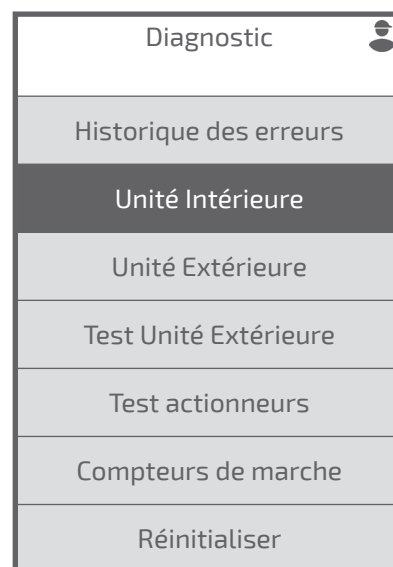 Diagnostic
Historique des erreurs
Unité Intérieure
Unité Extérieure
Test Unité Extérieure
Test actionneurs
Compteurs de marche
Réinitialiser